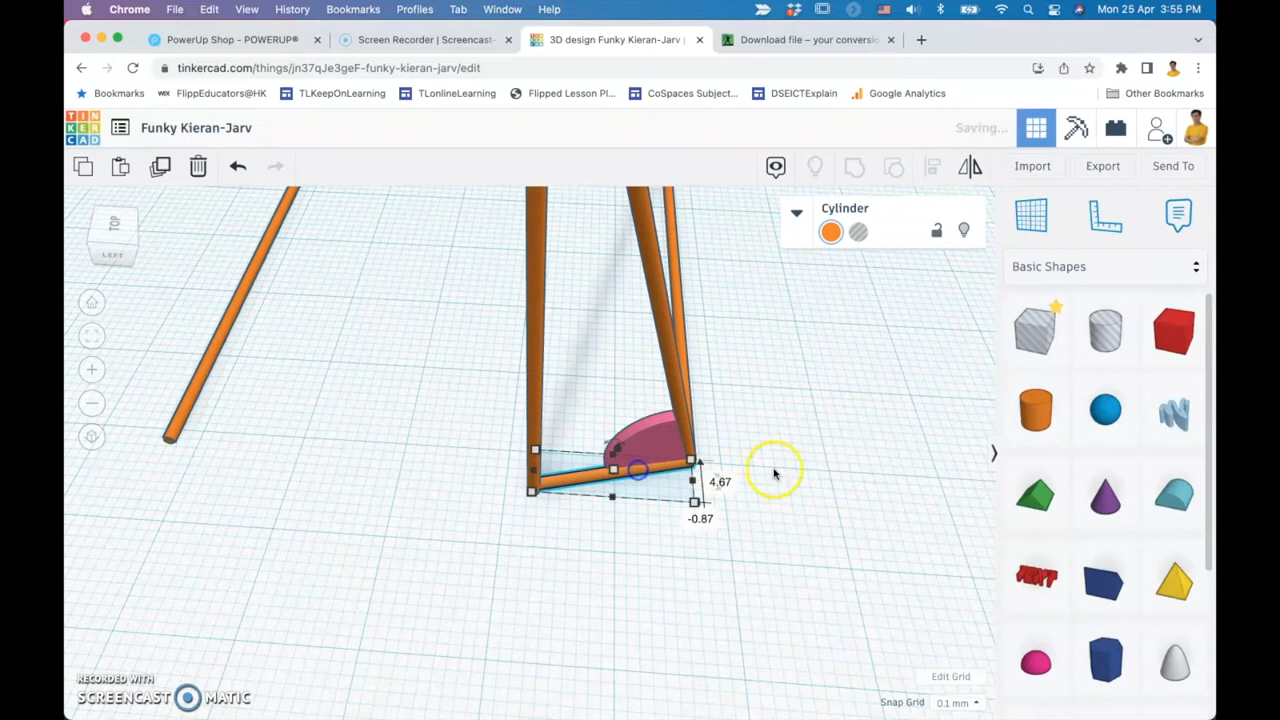 Chrome File Edit View History Bookmarks Profiles Tab Window Help Mon 25 Apr 3:55 PM
PowerUp Shop - POWERUP® Screen Recorder | Screencast- 3D design Funky Kieran-Jarv | Download file – your conversi
tinkercad.com/things/jn37qJe3geF-funky-kieran-jarv/edit
Bookmarks WIX FlippEducators@HK TLKeepOnLearning TLonlineLearning Flipped Lesson Pl... CoSpaces Subject... DSEICTExplain Google Analytics Other Bookmarks
TIN
KER
CAD
Funky Kieran-Jarv Saving...
Import Export Send To
Cylinder
TOP
LEFT
Basic Shapes
4.67
-0.87
TEXT
Edit Grid
Snap Grid 0.1 mm
RECORDED WITH
SCREENCAST MATIC